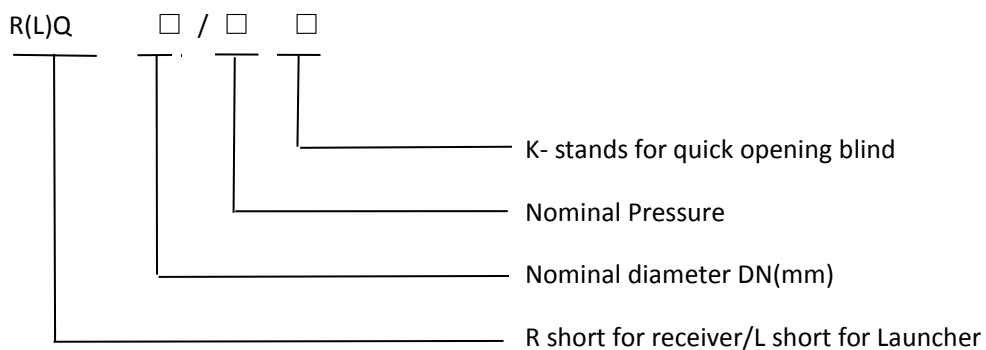 R(L)Q □ / □ □
K- stands for quick opening blind
Nominal Pressure
Nominal diameter DN(mm)
R short for receiver/L short for Launcher